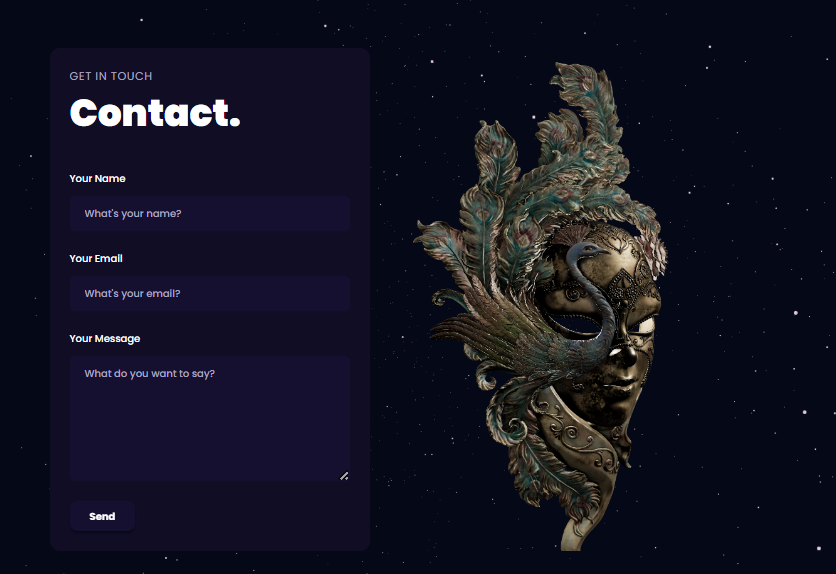 GET IN TOUCH
Contact.
Your Name
What's your name?
Your Email
What's your email?
Your Message
What do you want to say?
Send